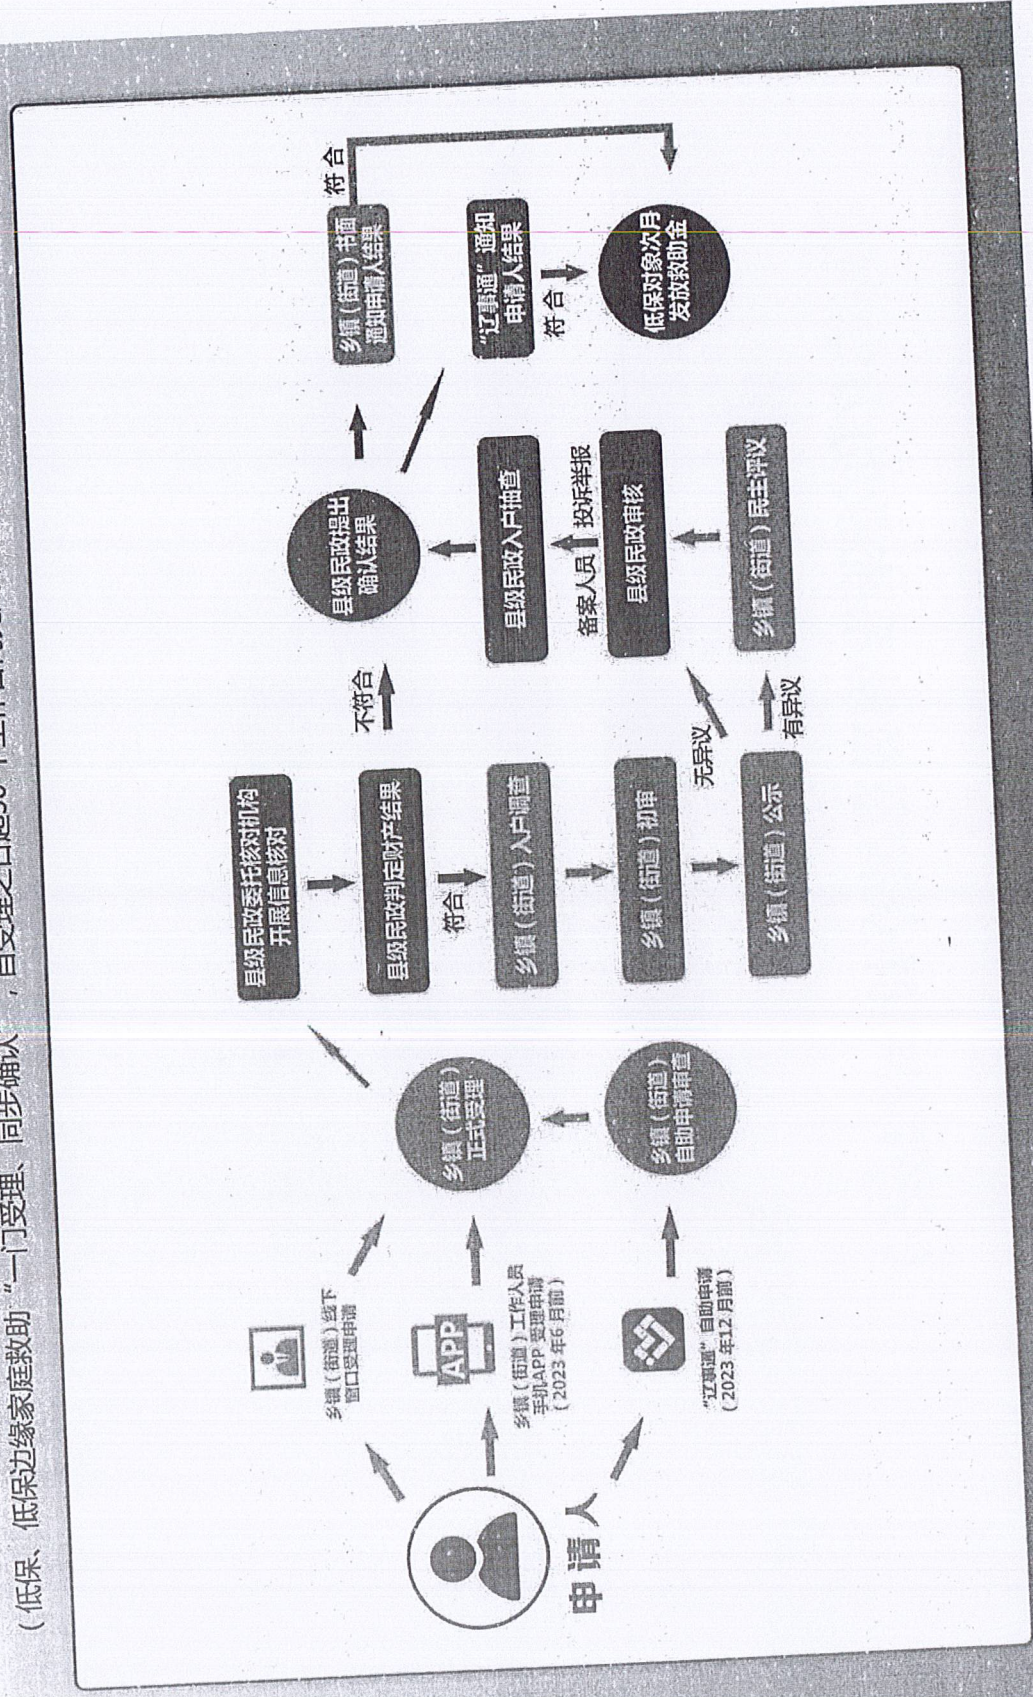 （低保、低保边缘家庭救助“一门受理、同步确认”，自受理之日起30个工作日
申请人
乡镇（街道）线下
窗口受理申请
APP
乡镇（街道）工作人员
手机APP 受理申请
（2023 年6 月前）
“辽事通”自助申请
（2023 年12 月前）
乡镇（街道）
正式受理
乡镇（街道）
自助申请审查
县级民政委托核对机构
开展信息核对
县级民政判定财产结果
符合
乡镇（街道）入户调查
乡镇（街道）初审
乡镇（街道）公示
不符合
无异议
有异议
县级民政提出
确认结果
县级民政入户抽查
备案人员
投诉举报
县级民政审核
乡镇（街道）民主评议
乡镇（街道）书面
通知申请人结果
符合
“辽事通”通知
申请人结果
符合
低保对象次月
发放救助金